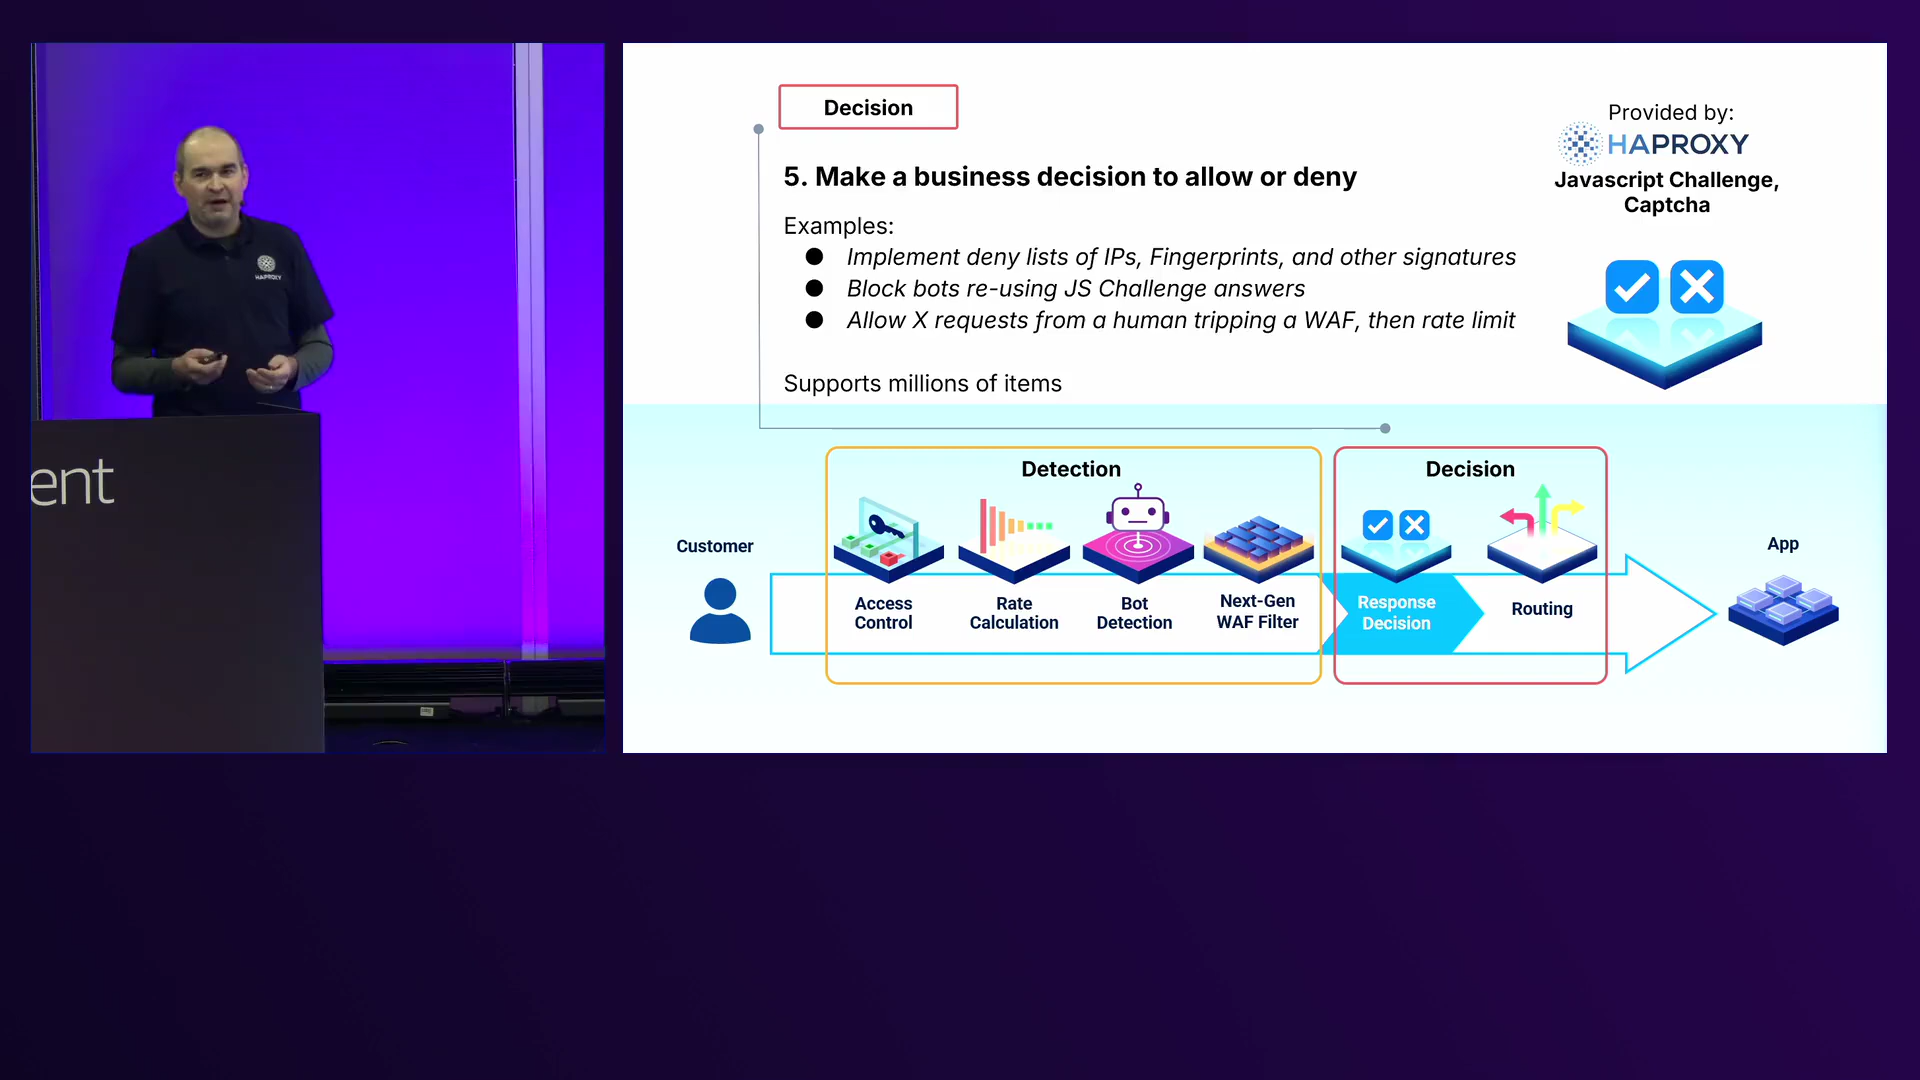 HAPROXY
ent
Decision
5. Make a business decision to allow or deny
Examples:
● Implement deny lists of IPs, Fingerprints, and other signatures
● Block bots re-using JS Challenge answers
● Allow X requests from a human tripping a WAF, then rate limit
Supports millions of items
Provided by:
HAPROXY
Javascript Challenge,
Captcha
Detection
Decision
Customer
Access
Control
Rate
Calculation
Bot
Detection
Next-Gen
WAF Filter
Response
Decision
Routing
App